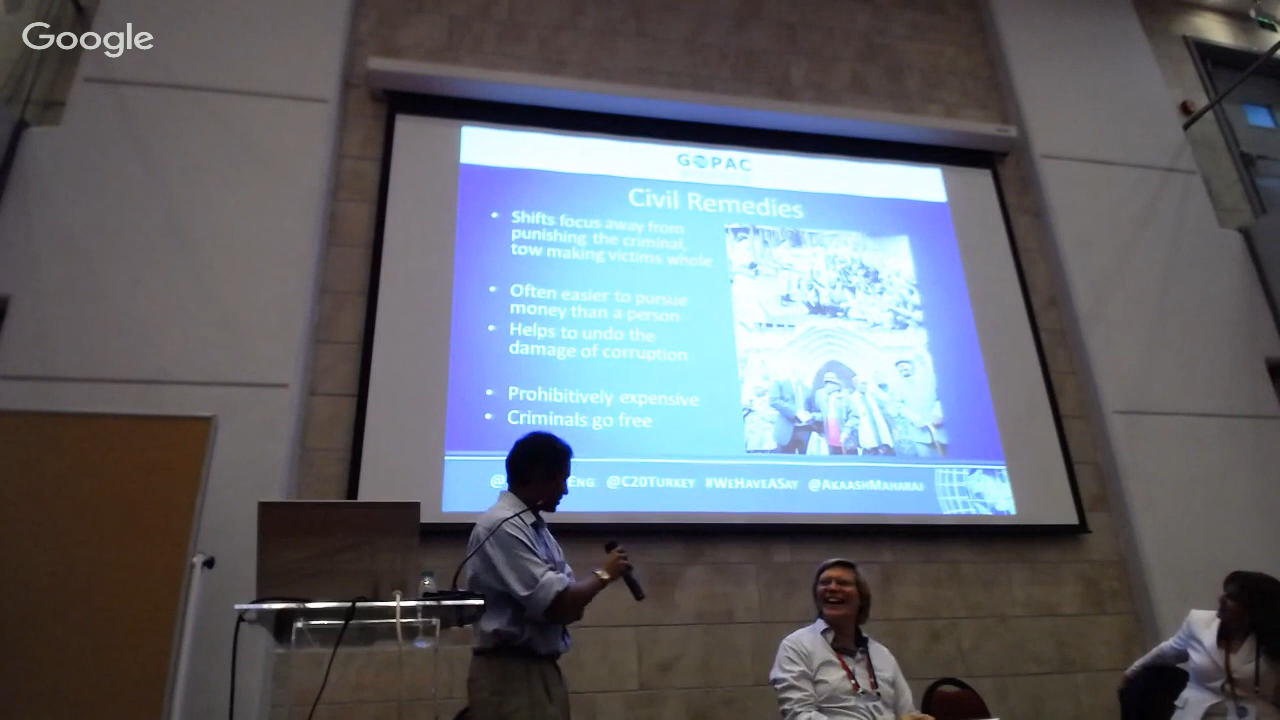 Google
GOPAC
Civil Remedies
• Shifts focus away from
punishing the criminal,
tow making victims whole
• Often easier to pursue
money than a person
• Helps to undo the
damage of corruption
• Prohibitively expensive
• Criminals go free
@C20TURKEY #WEHAVEASAY @AKAASHMAHARAJ